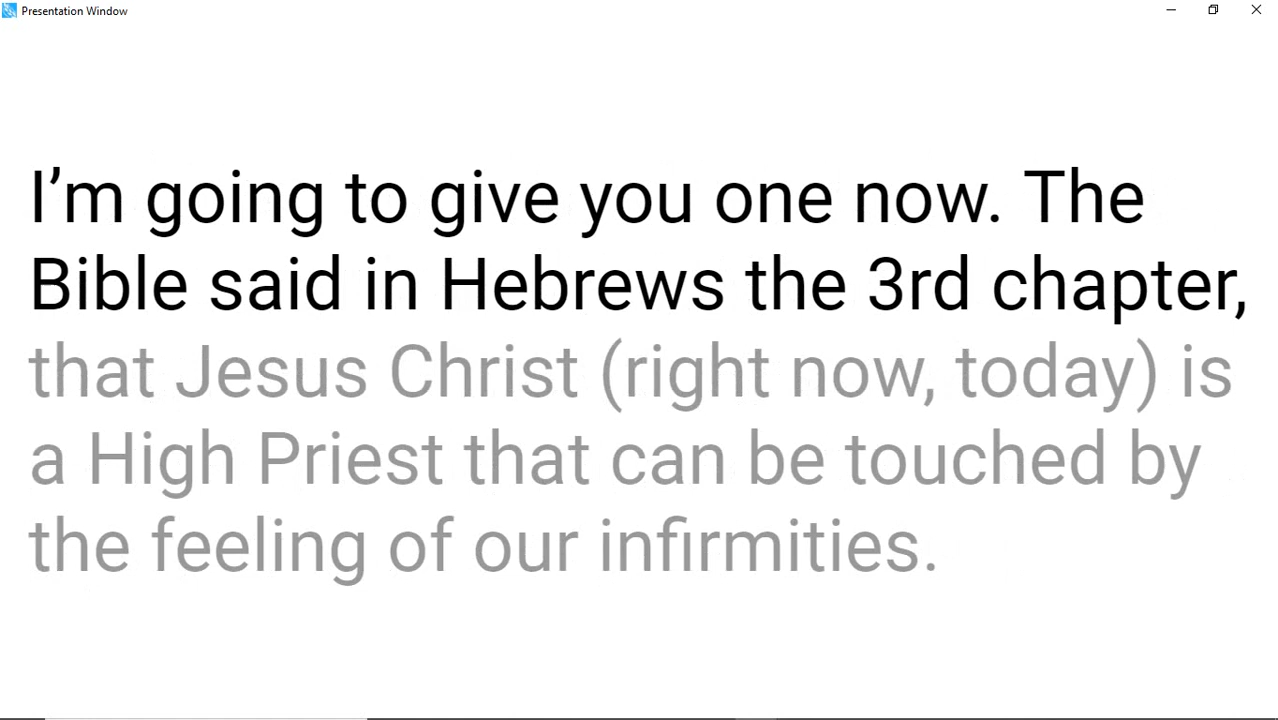 Presentation Window
I’m going to give you one now. The
Bible said in Hebrews the 3rd chapter,
that Jesus Christ (right now, today) is
a High Priest that can be touched by
the feeling of our infirmities.